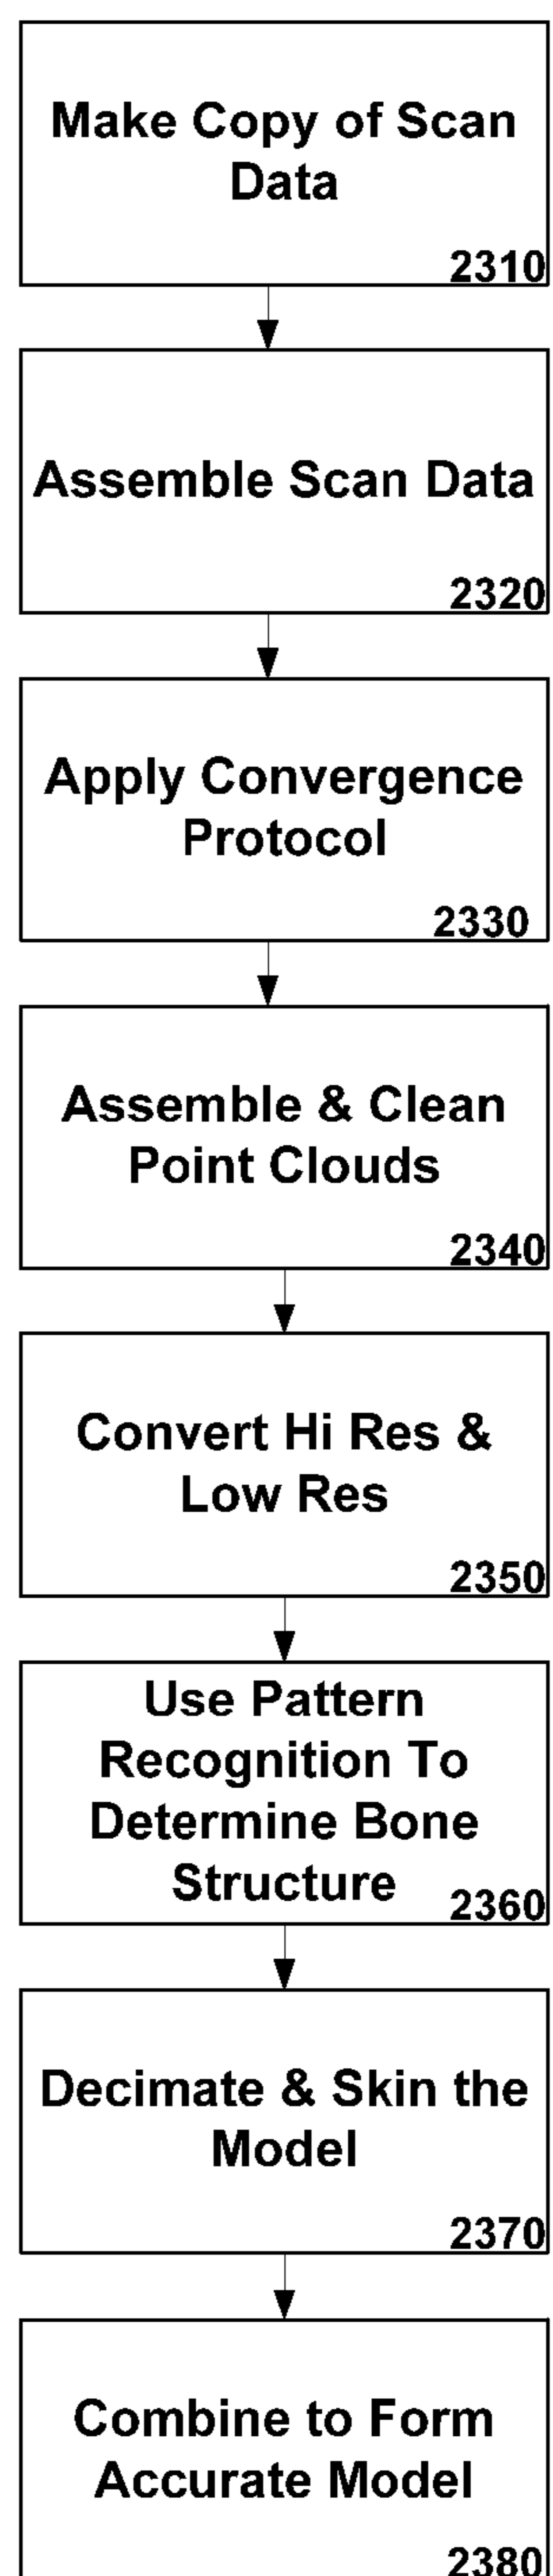 Make Copy of Scan
Data
2310
Assemble Scan Data
2320
Apply Convergence
Protocol
2330
Assemble & Clean
Point Clouds
2340
Convert Hi Res &
Low Res
2350
Use Pattern
Recognition To
Determine Bone
Structure
2360
Decimate & Skin the
Model
2370
Combine to Form
Accurate Model
2380